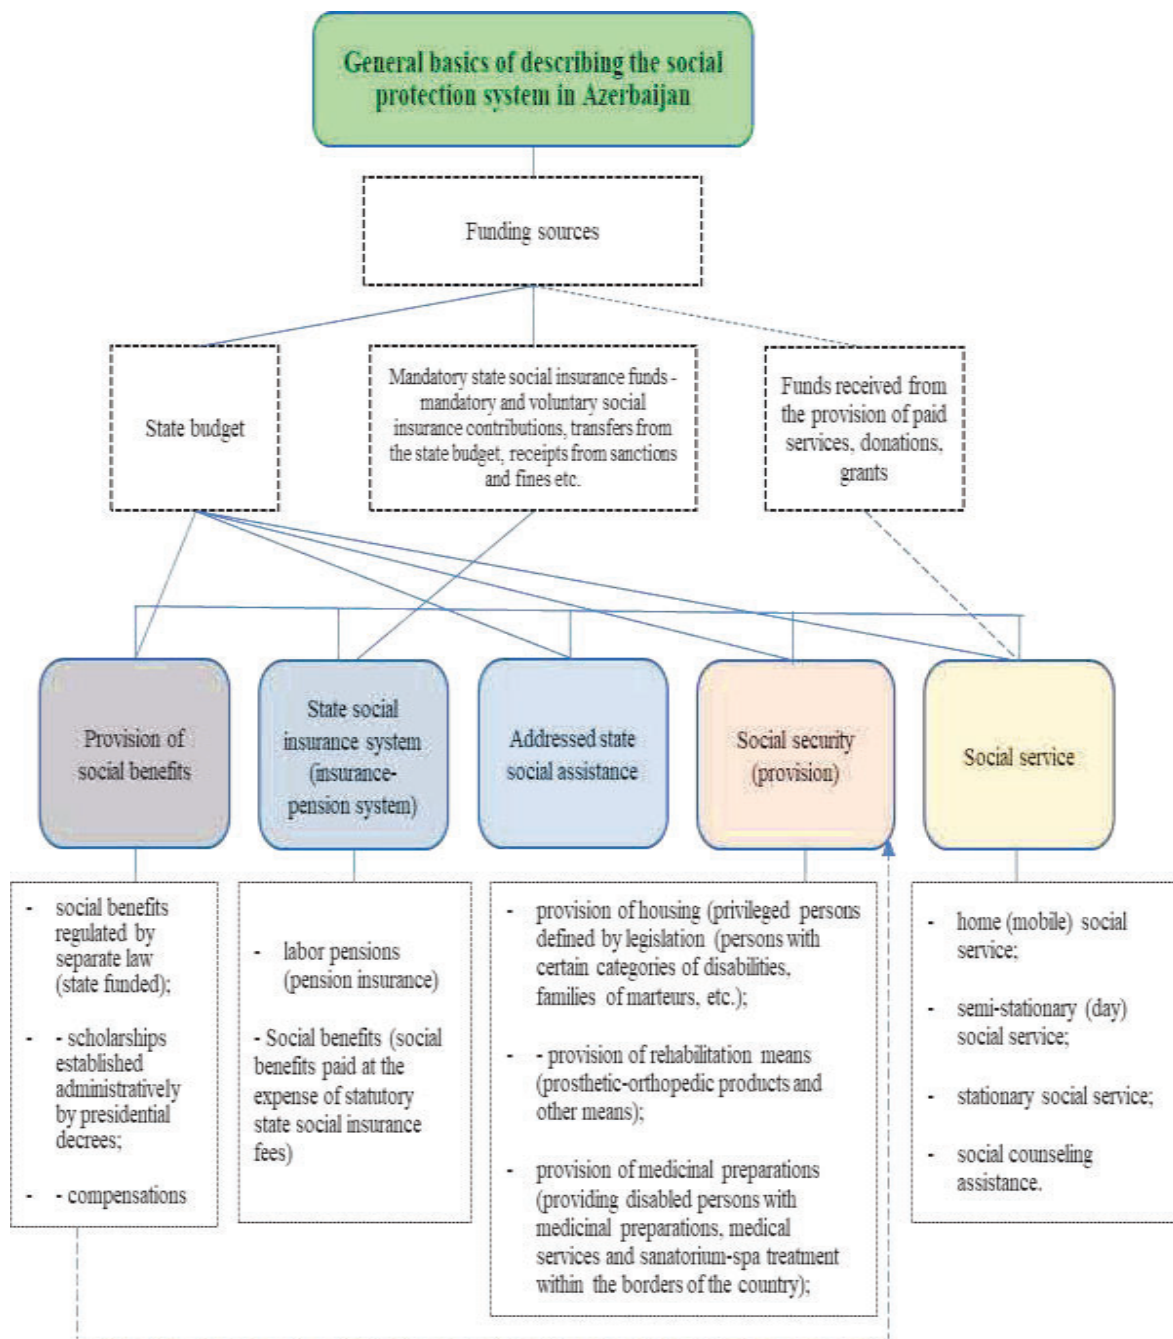 General basics of describing the social
protection system in Azerbaijan
Funding sources
State budget
Mandatory state social insurance funds -
mandatory and voluntary social
insurance contributions, transfers from
the state budget, receipts from sanctions
and fines etc.
Funds received from
the provision of paid
services, donations,
grants
Provision of
social benefits
State social
insurance system
(insurance-
pension system)
Addressed state
social assistance
Social security
(provision)
Social service
- social benefits
regulated by
separate law
(state funded);
- - scholarships
established
administratively
by presidential
decrees;
- - compensations
- labor pensions
(pension insurance)
- Social benefits (social
benefits paid at the
expense of statutory
state social insurance
fees)
- provision of housing (privileged persons
defined by legislation (persons with
certain categories of disabilities,
families of marteurs, etc.);
- - provision of rehabilitation means
(prosthetic-orthopedic products and
other means);
- provision of medicinal preparations
(providing disabled persons with
medicinal preparations, medical
services and sanatorium-spa treatment
within the borders of the country);
- home (mobile) social
service;
- semi-stationary (day)
social service;
- stationary social service;
- social counseling
assistance.